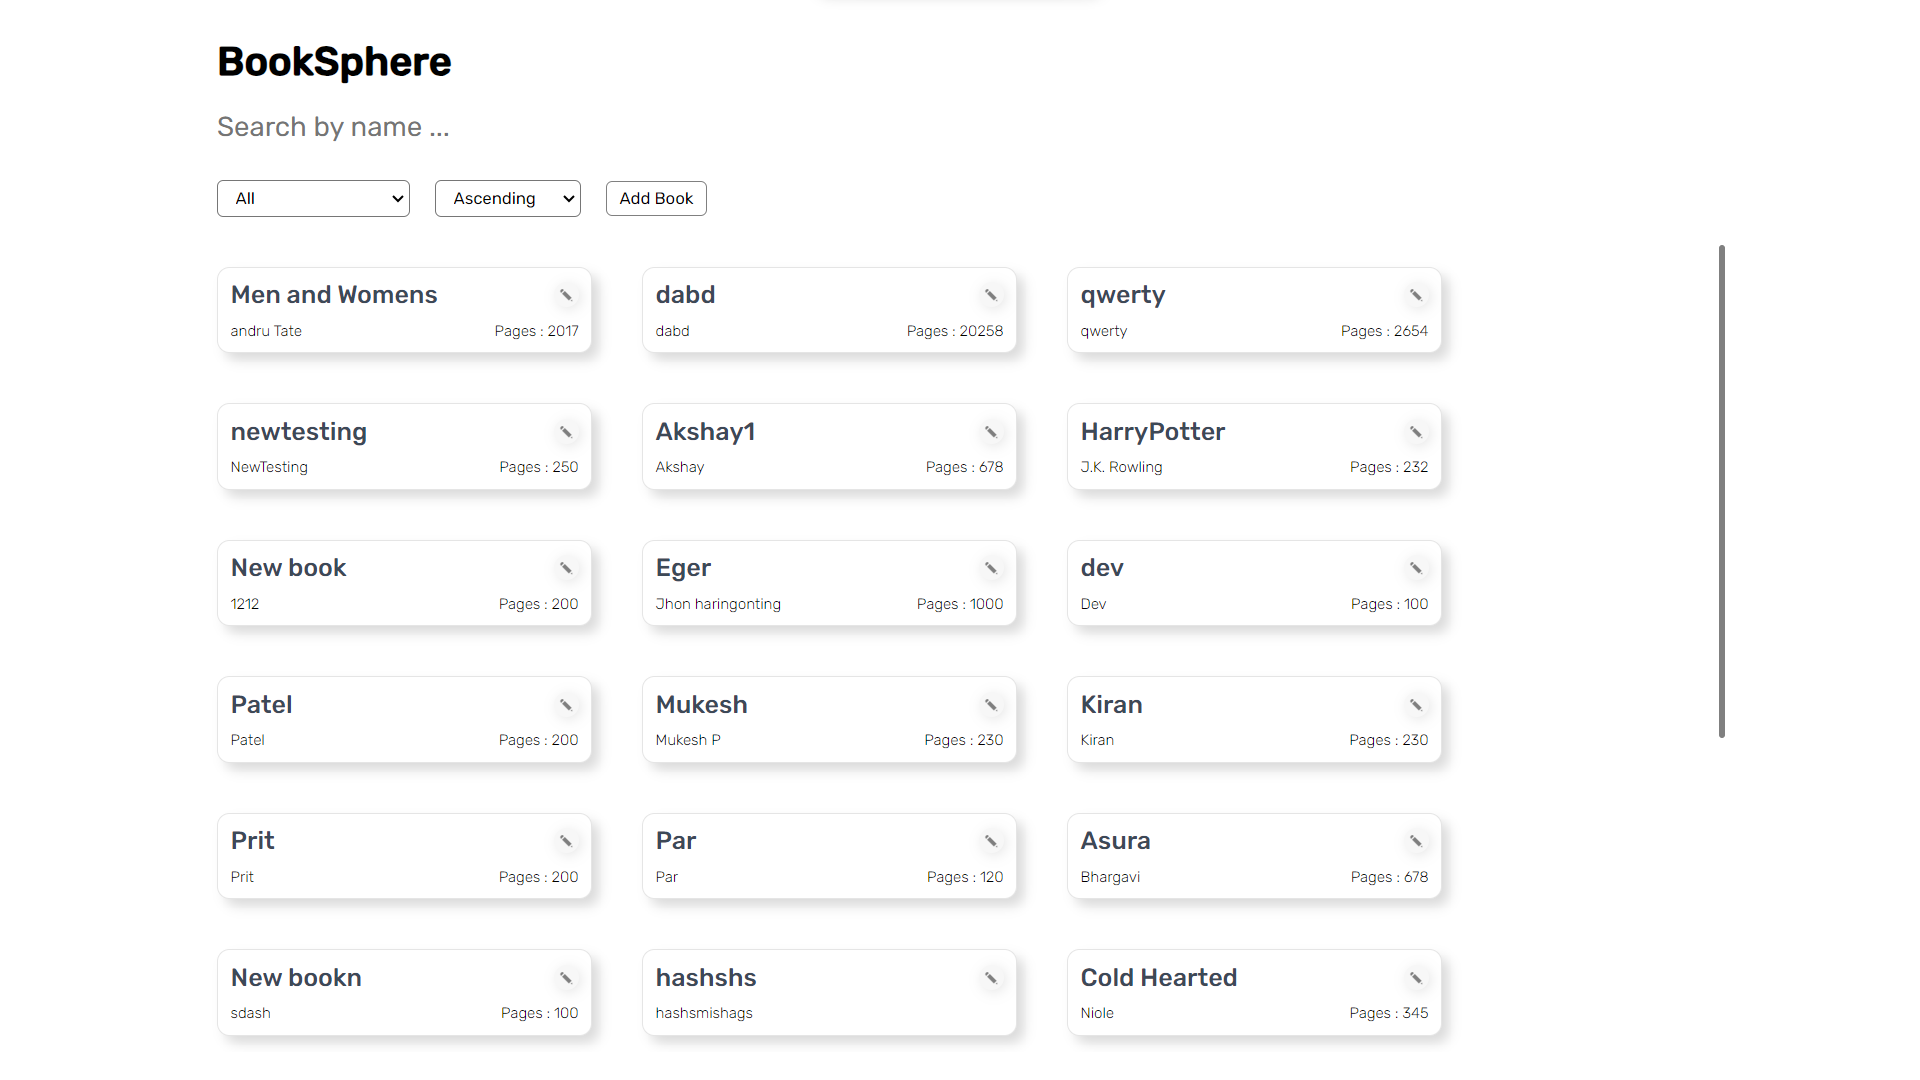 BookSphere
Search by name ...
All
Ascending
Add Book
Men and Womens
andru Tate
Pages : 2017
dabd
dabd
Pages : 20258
qwerty
qwerty
Pages : 2654
newtesting
NewTesting
Pages : 250
Akshay1
Akshay
Pages : 678
HarryPotter
J.K. Rowling
Pages : 232
New book
1212
Pages : 200
Eger
Jhon haringonting
Pages : 1000
dev
Dev
Pages : 100
Patel
Patel
Pages : 200
Mukesh
Mukesh P
Pages : 230
Kiran
Kiran
Pages : 230
Prit
Prit
Pages : 200
Par
Par
Pages : 120
Asura
Bhargavi
Pages : 678
New bookn
sdash
Pages : 100
hashshs
hashsmishags
Cold Hearted
Niole
Pages : 345